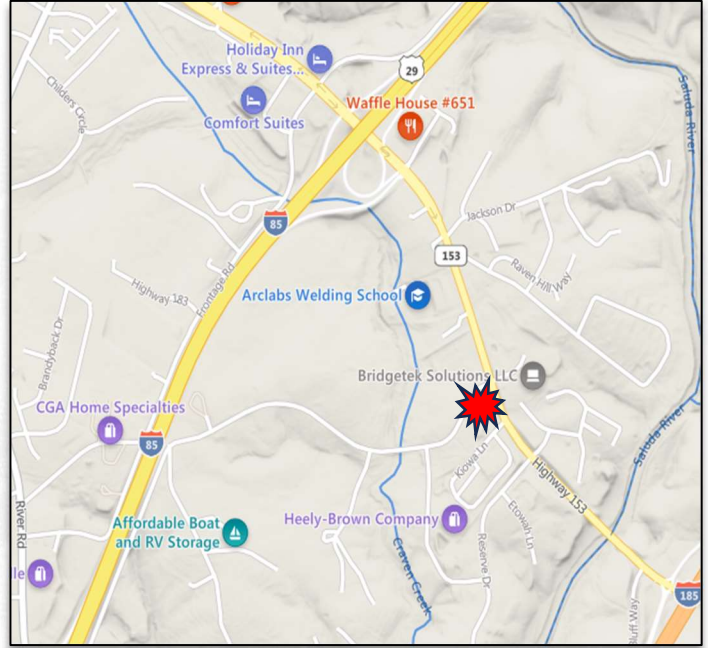 Holiday Inn
Express & Suites...
29
Saluda River
Childers Circle
Comfort Suites
Waffle House #651
85
Jackson Dr
153
Raven Hill Way
Highway 183
Frontage Rd
Arclabs Welding School
Brandyback Dr
Bridgetek Solutions LLC
CGA Home Specialties
85
Saluda River
Kiowa Ln
Highway 153
River Rd
Affordable Boat
and RV Storage
Heely-Brown Company
Etowah Ln
Reserve Dr
Craven Creek
le
185
luff Way